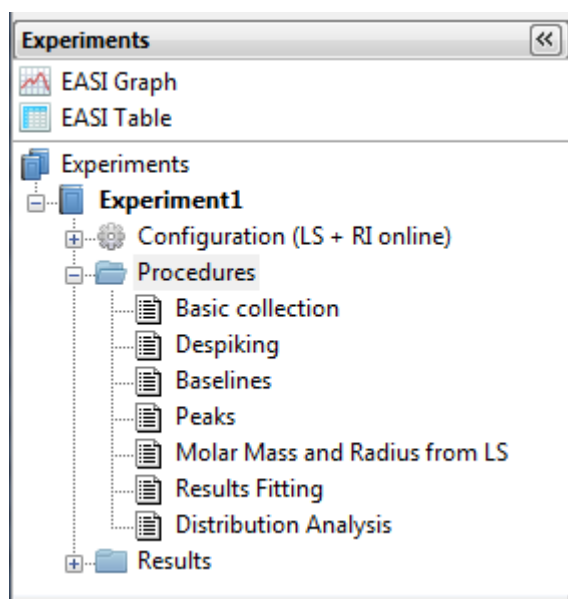 Experiments
EASI Graph
EASI Table
Experiments
Experiment1
Configuration (LS + RI online)
Procedures
Basic collection
Despiking
Baselines
Peaks
Molar Mass and Radius from LS
Results Fitting
Distribution Analysis
Results